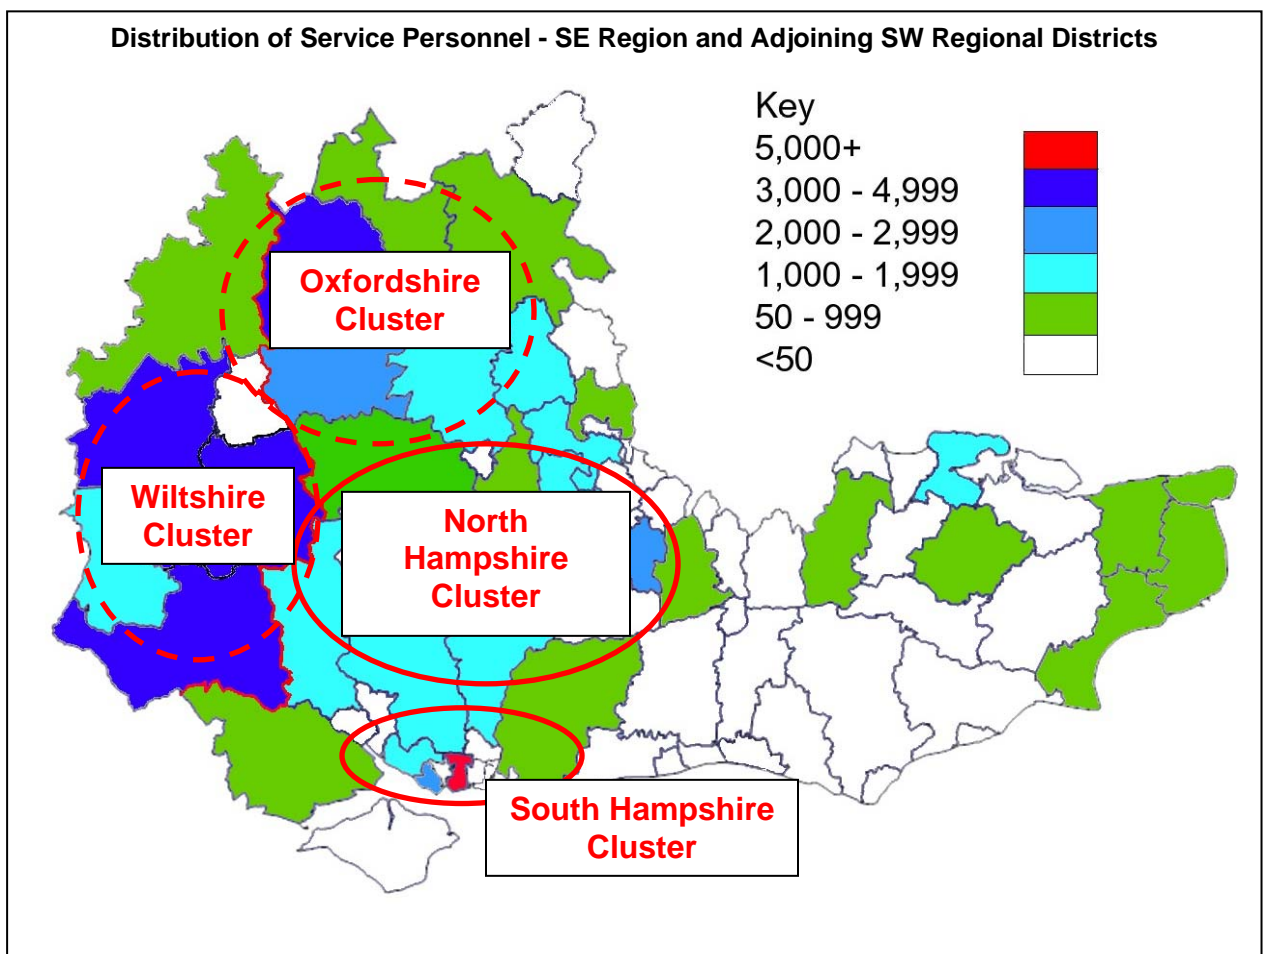 Distribution of Service Personnel - SE Region and Adjoining SW Regional Districts
Key
5,000+
3,000 - 4,999
2,000 - 2,999
1,000 - 1,999
50 - 999
<50
Oxfordshire
Cluster
Wiltshire
Cluster
North
Hampshire
Cluster
South Hampshire
Cluster